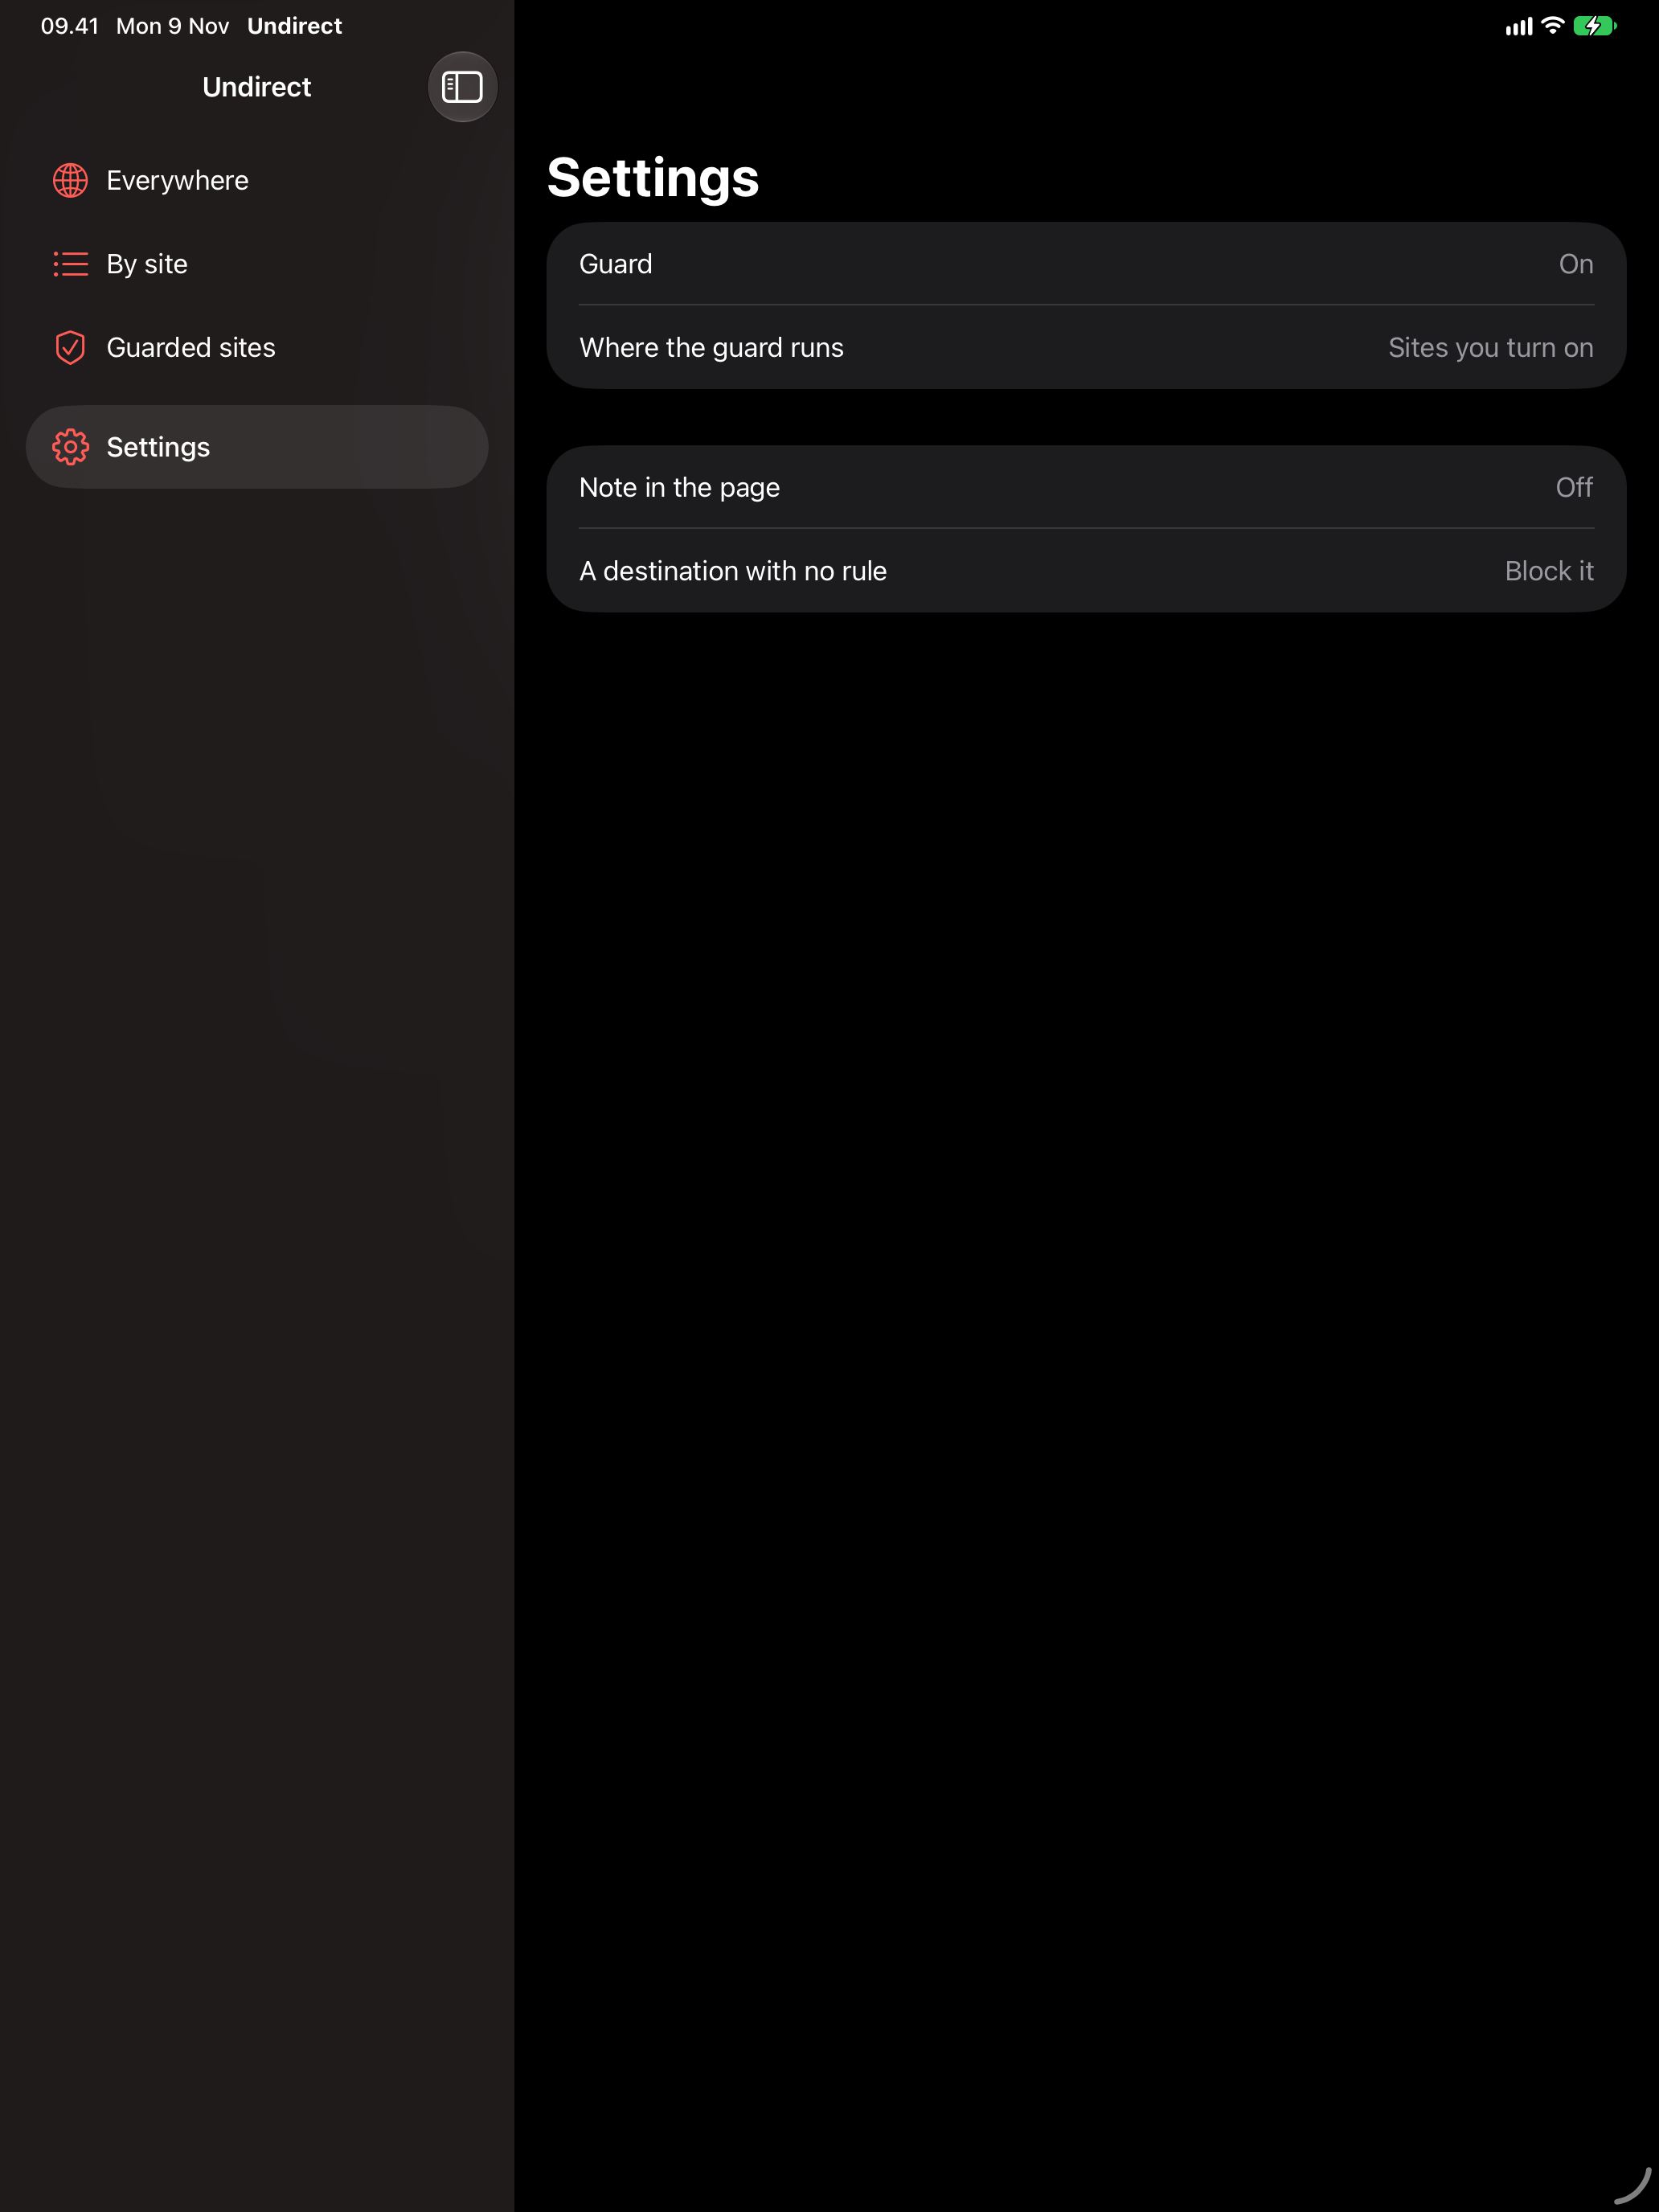 09.41 Mon 9 Nov Undirect
Undirect
Everywhere
By site
Guarded sites
Settings
Settings
Guard On
Where the guard runs Sites you turn on
Note in the page Off
A destination with no rule Block it